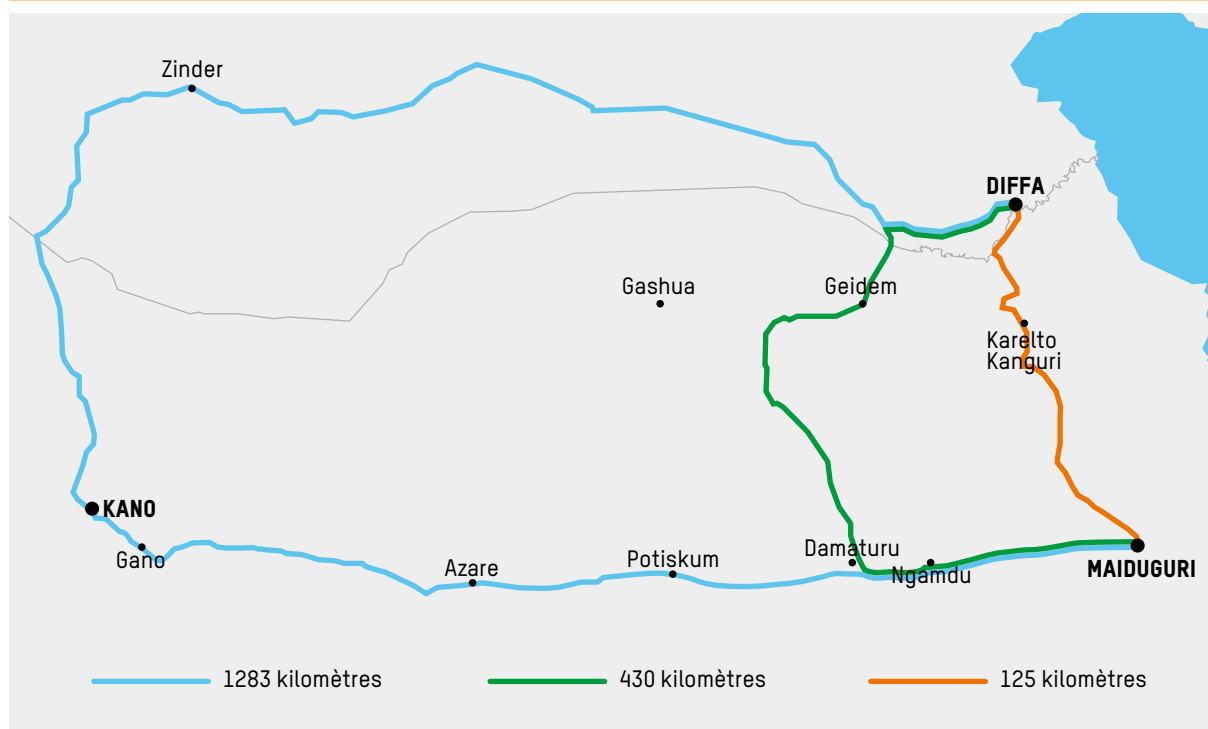 Zinder
DIFFA
Gashua
Geidem
Karelto
Kanguri
KANO
Gano
Azare
Potiskum
Damaturu
Ngamdu
MAIDUGURI
1283 kilomètres
430 kilomètres
125 kilomètres